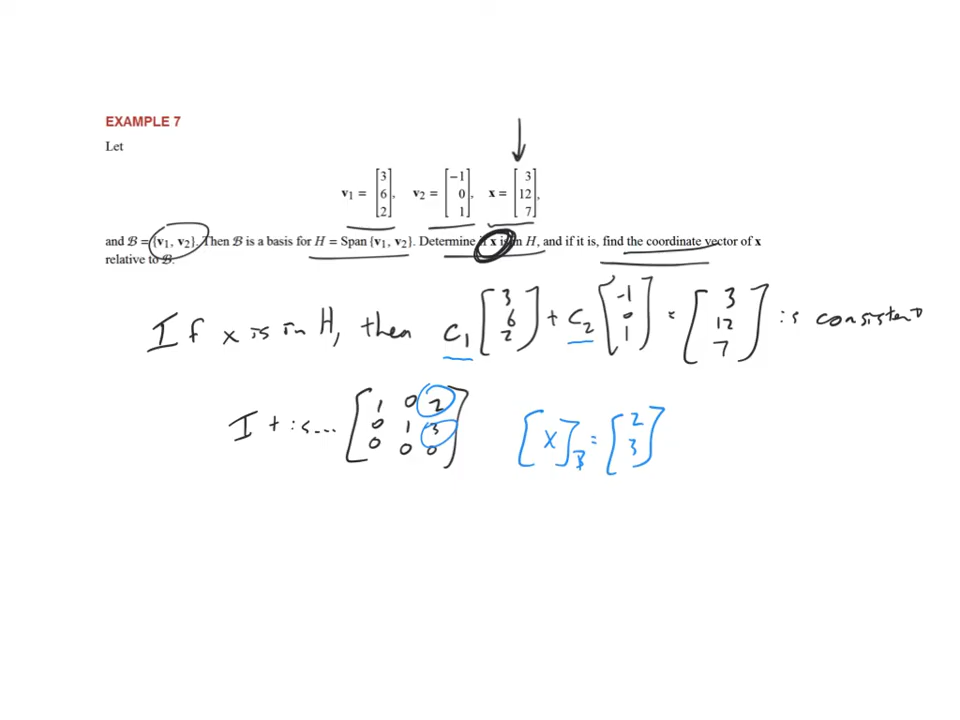 EXAMPLE 7
Let
v₁ = [3 6 2], v₂ = [−1 0 1], x = [3 12 7],
and ℬ = {v₁, v₂}. Then ℬ is a basis for H = Span {v₁, v₂}. Determine if x is in H, and if it is, find the coordinate vector of x
relative to ℬ.
If x is in H, then c₁ [3 6 2] + c₂ [-1 0 1] = [3 12 7] is consistent
It is... [1 0 2
0 1 3
0 0 0] [x]ℬ = [2 3]